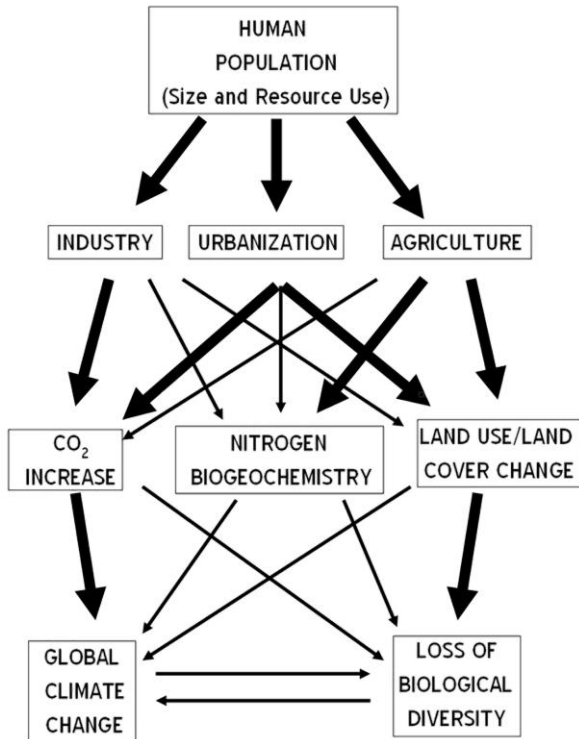 HUMAN
POPULATION
(Size and Resource Use)
INDUSTRY
URBANIZATION
AGRICULTURE
CO₂
INCREASE
NITROGEN
BIOGEOCHEMISTRY
LAND USE/LAND
COVER CHANGE
GLOBAL
CLIMATE
CHANGE
LOSS OF
BIOLOGICAL
DIVERSITY